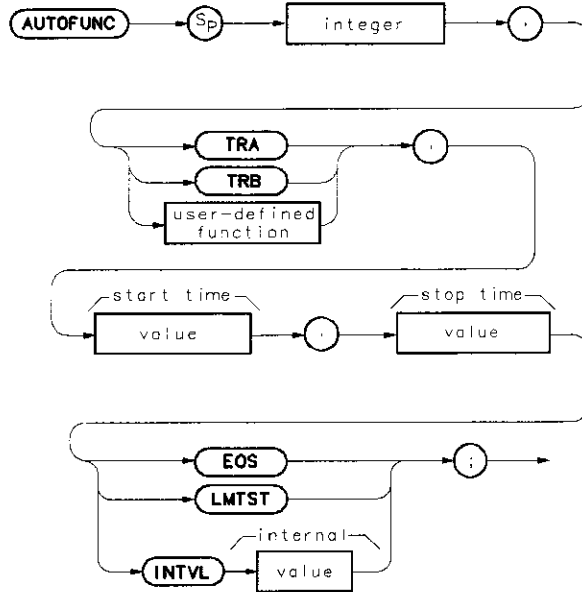 AUTOFUNC Sp integer ,
TRA ,
TRB
user-defined
function
start time stop time
value , value
EOS ;
LMTST
internal
INTVL value